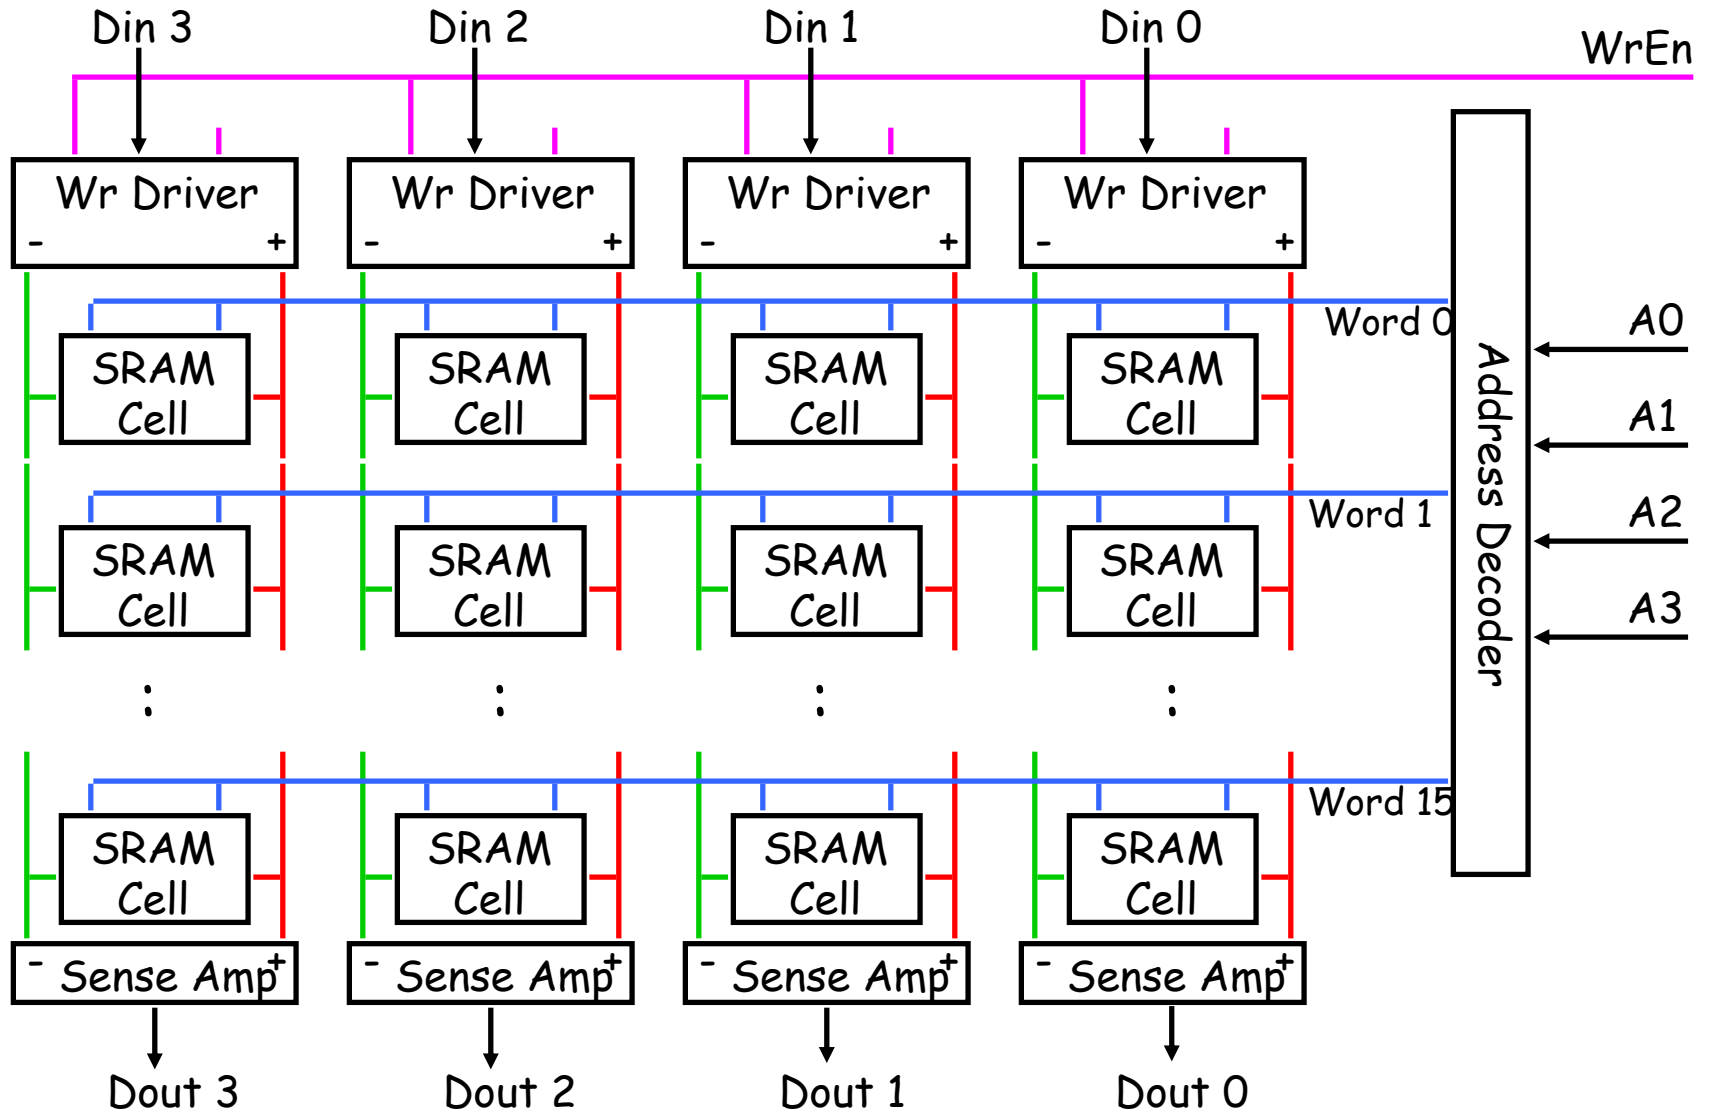 Din 3 Din 2 Din 1 Din 0
WrEn
Wr Driver Wr Driver Wr Driver Wr Driver
- + - + - + - +
Word 0
A0
SRAM SRAM SRAM SRAM
Cell Cell Cell Cell
A1
Word 1
A2
SRAM SRAM SRAM SRAM
Cell Cell Cell Cell
A3
Address Decoder
: : : :
Word 15
SRAM SRAM SRAM SRAM
Cell Cell Cell Cell
- Sense Amp + - Sense Amp + - Sense Amp + - Sense Amp +
Dout 3 Dout 2 Dout 1 Dout 0